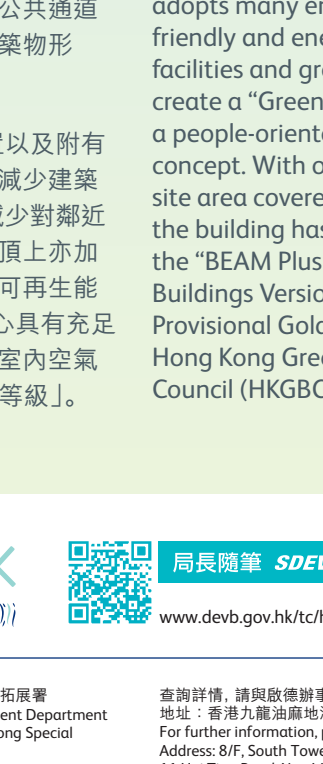 公共通道
築物形
置以及附有
減少建築
減少對鄰近
頂上亦加
可再生能
心具有充足
室內空氣
等級」。
adopts many en
friendly and ene
facilities and gre
create a “Green
a people-orienta
concept. With o
site area covere
the building has
the “BEAM Plus
Buildings Versio
Provisional Gold
Hong Kong Gree
Council (HKGBC
局長隨筆 SDEV
www.devb.gov.hk/tc/h
拓展署
ent Department
ong Special
查詢詳情，請與啟德辦事
地址：香港九龍油麻地
For further information, p
Address: 8/F, South Towe